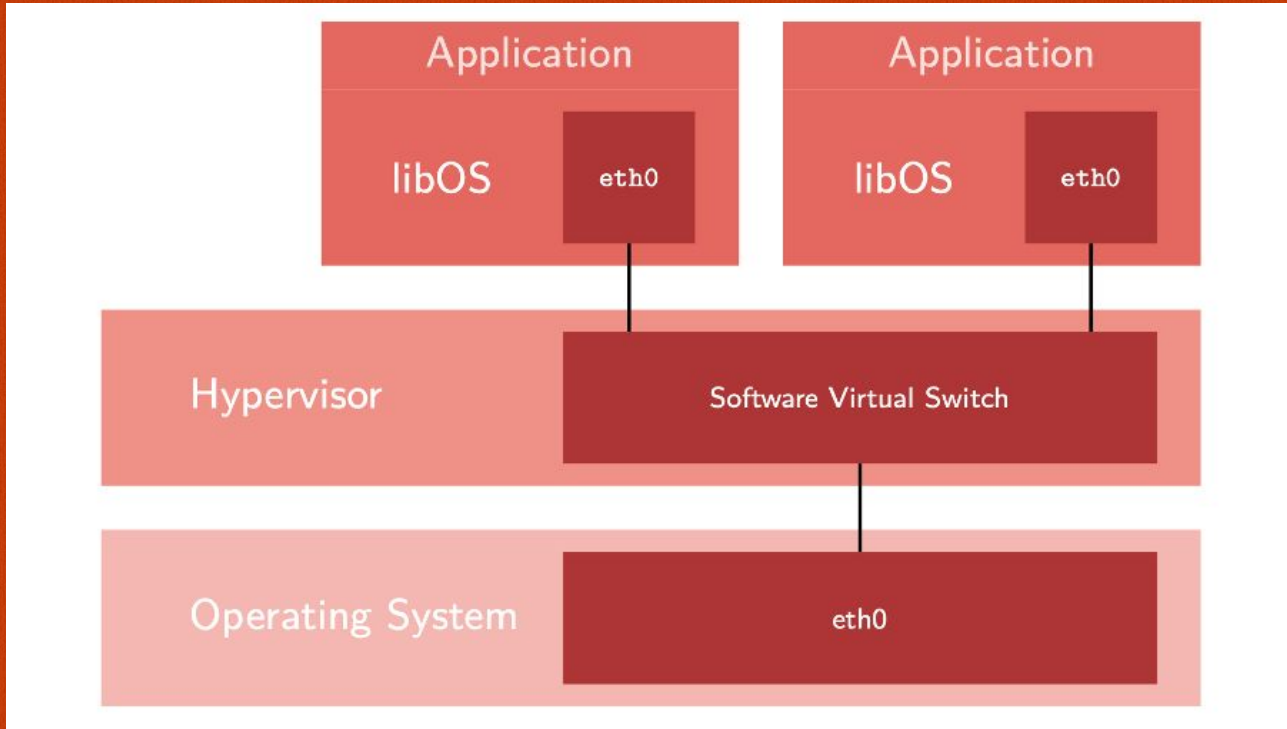 Application
Application
libOS
eth0
libOS
eth0
Hypervisor
Software Virtual Switch
Operating System
eth0